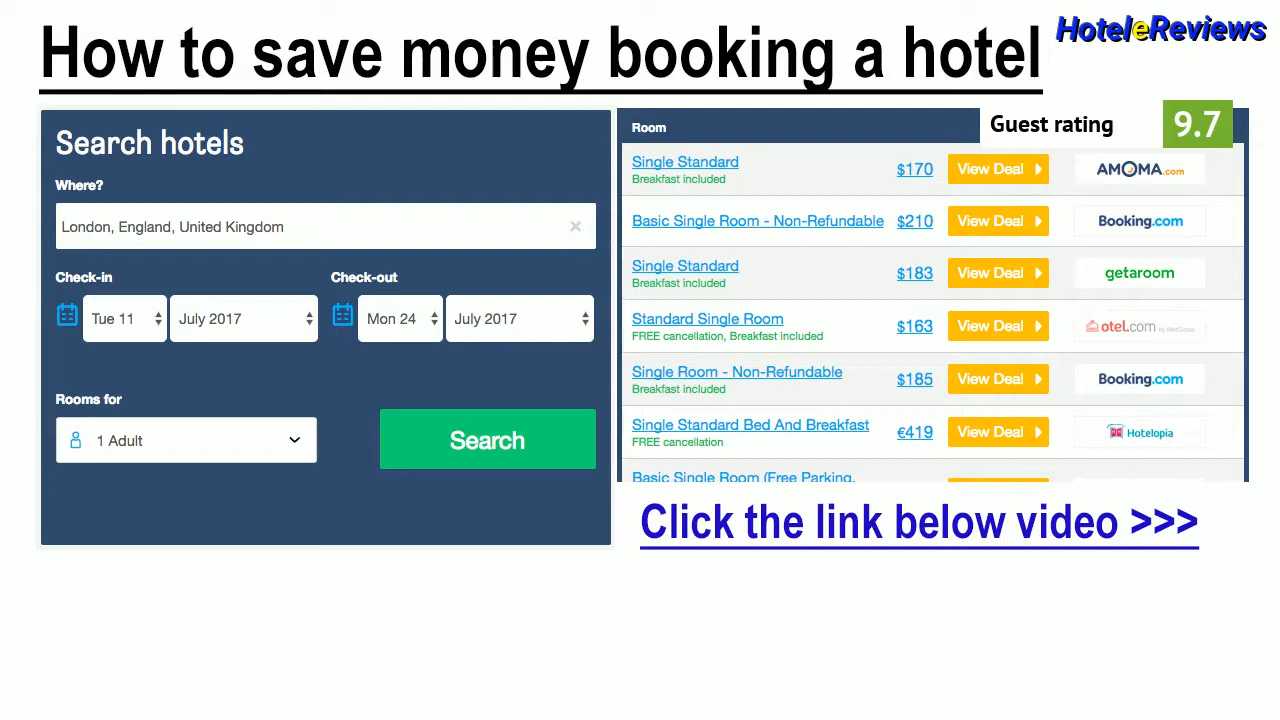 How to save money booking a hotel
HoteleReviews
Search hotels
Where?
London, England, United Kingdom
Check-in
Check-out
Tue 11
July 2017
Mon 24
July 2017
Rooms for
1 Adult
Search
Room
Guest rating
9.7
Single Standard
Breakfast included
$170
View Deal
AMOMA.com
Basic Single Room - Non-Refundable
$210
View Deal
Booking.com
Single Standard
Breakfast included
$183
View Deal
getaroom
Standard Single Room
FREE cancellation, Breakfast included
$163
View Deal
otel.com
Single Room - Non-Refundable
Breakfast included
$185
View Deal
Booking.com
Single Standard Bed And Breakfast
FREE cancellation
€419
View Deal
Hotelopia
Basic Single Room (Free Parking,
Click the link below video >>>